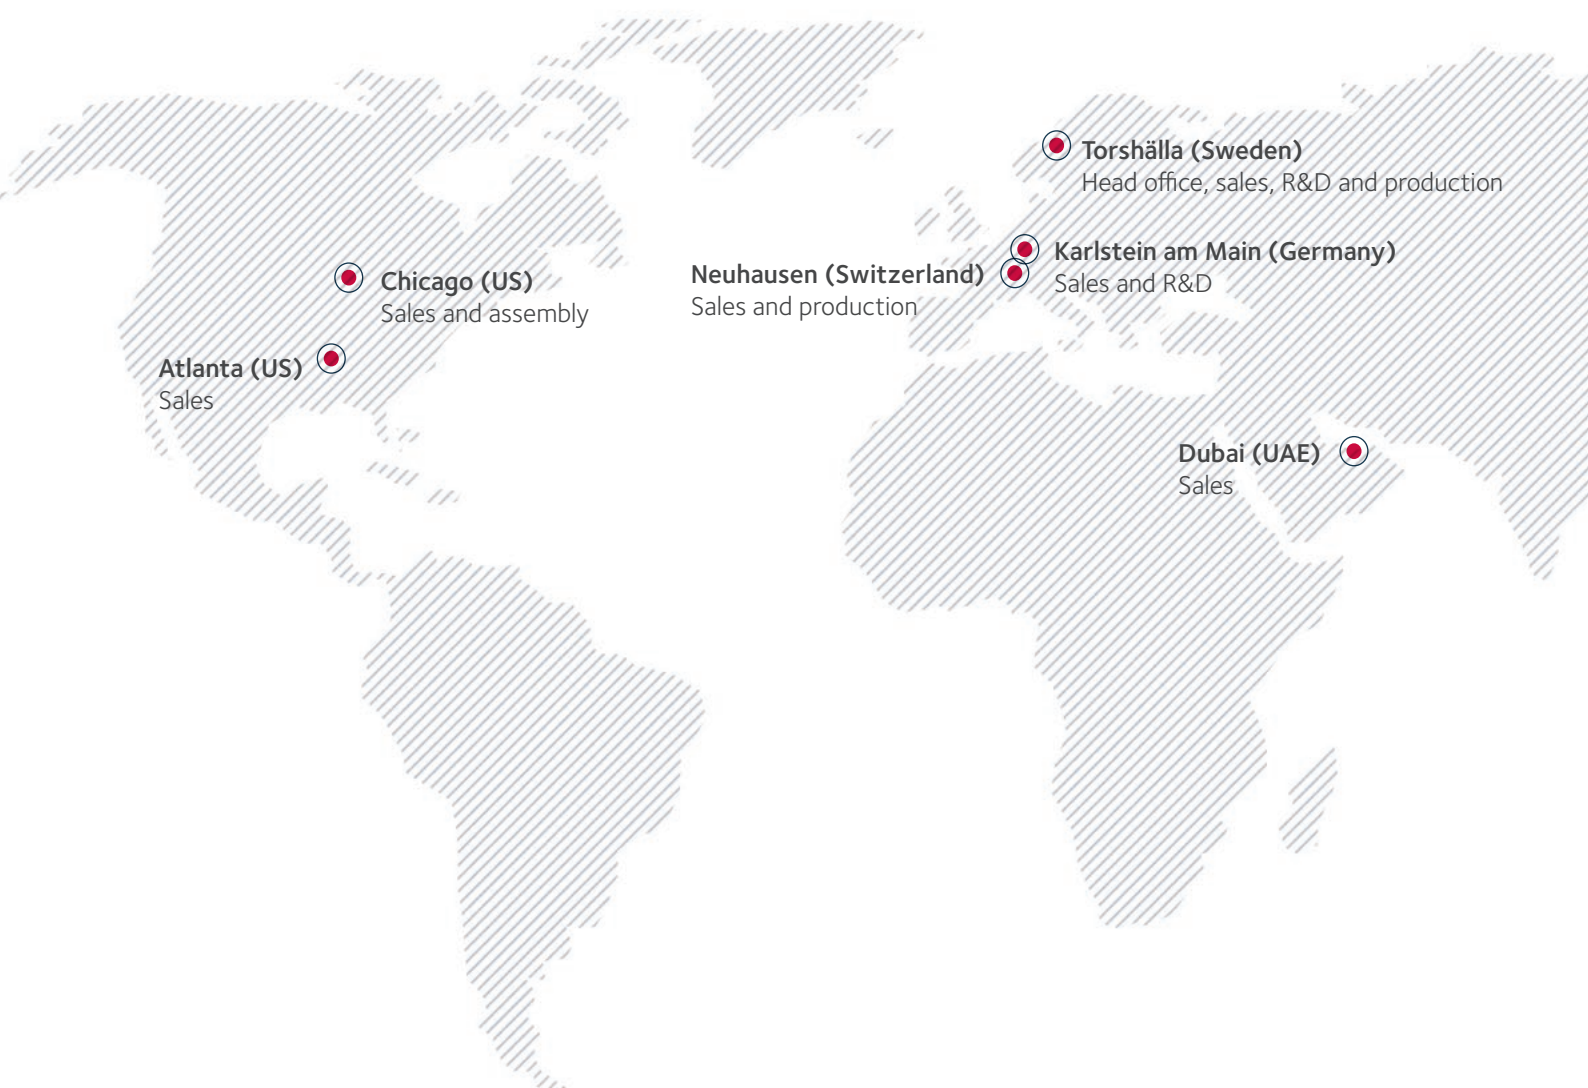 Torshälla (Sweden)
Head office, sales, R&D and production
Karlstein am Main (Germany)
Sales and R&D
Neuhausen (Switzerland)
Sales and production
Chicago (US)
Sales and assembly
Atlanta (US)
Sales
Dubai (UAE)
Sales